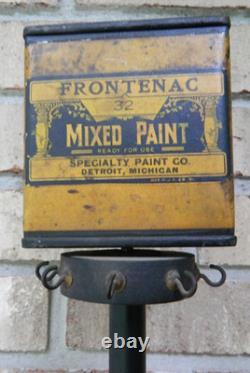 FRONTENAC
32
MIXED PAINT
READY FOR USE
SPECIALTY PAINT CO.
DETROIT, MICHIGAN